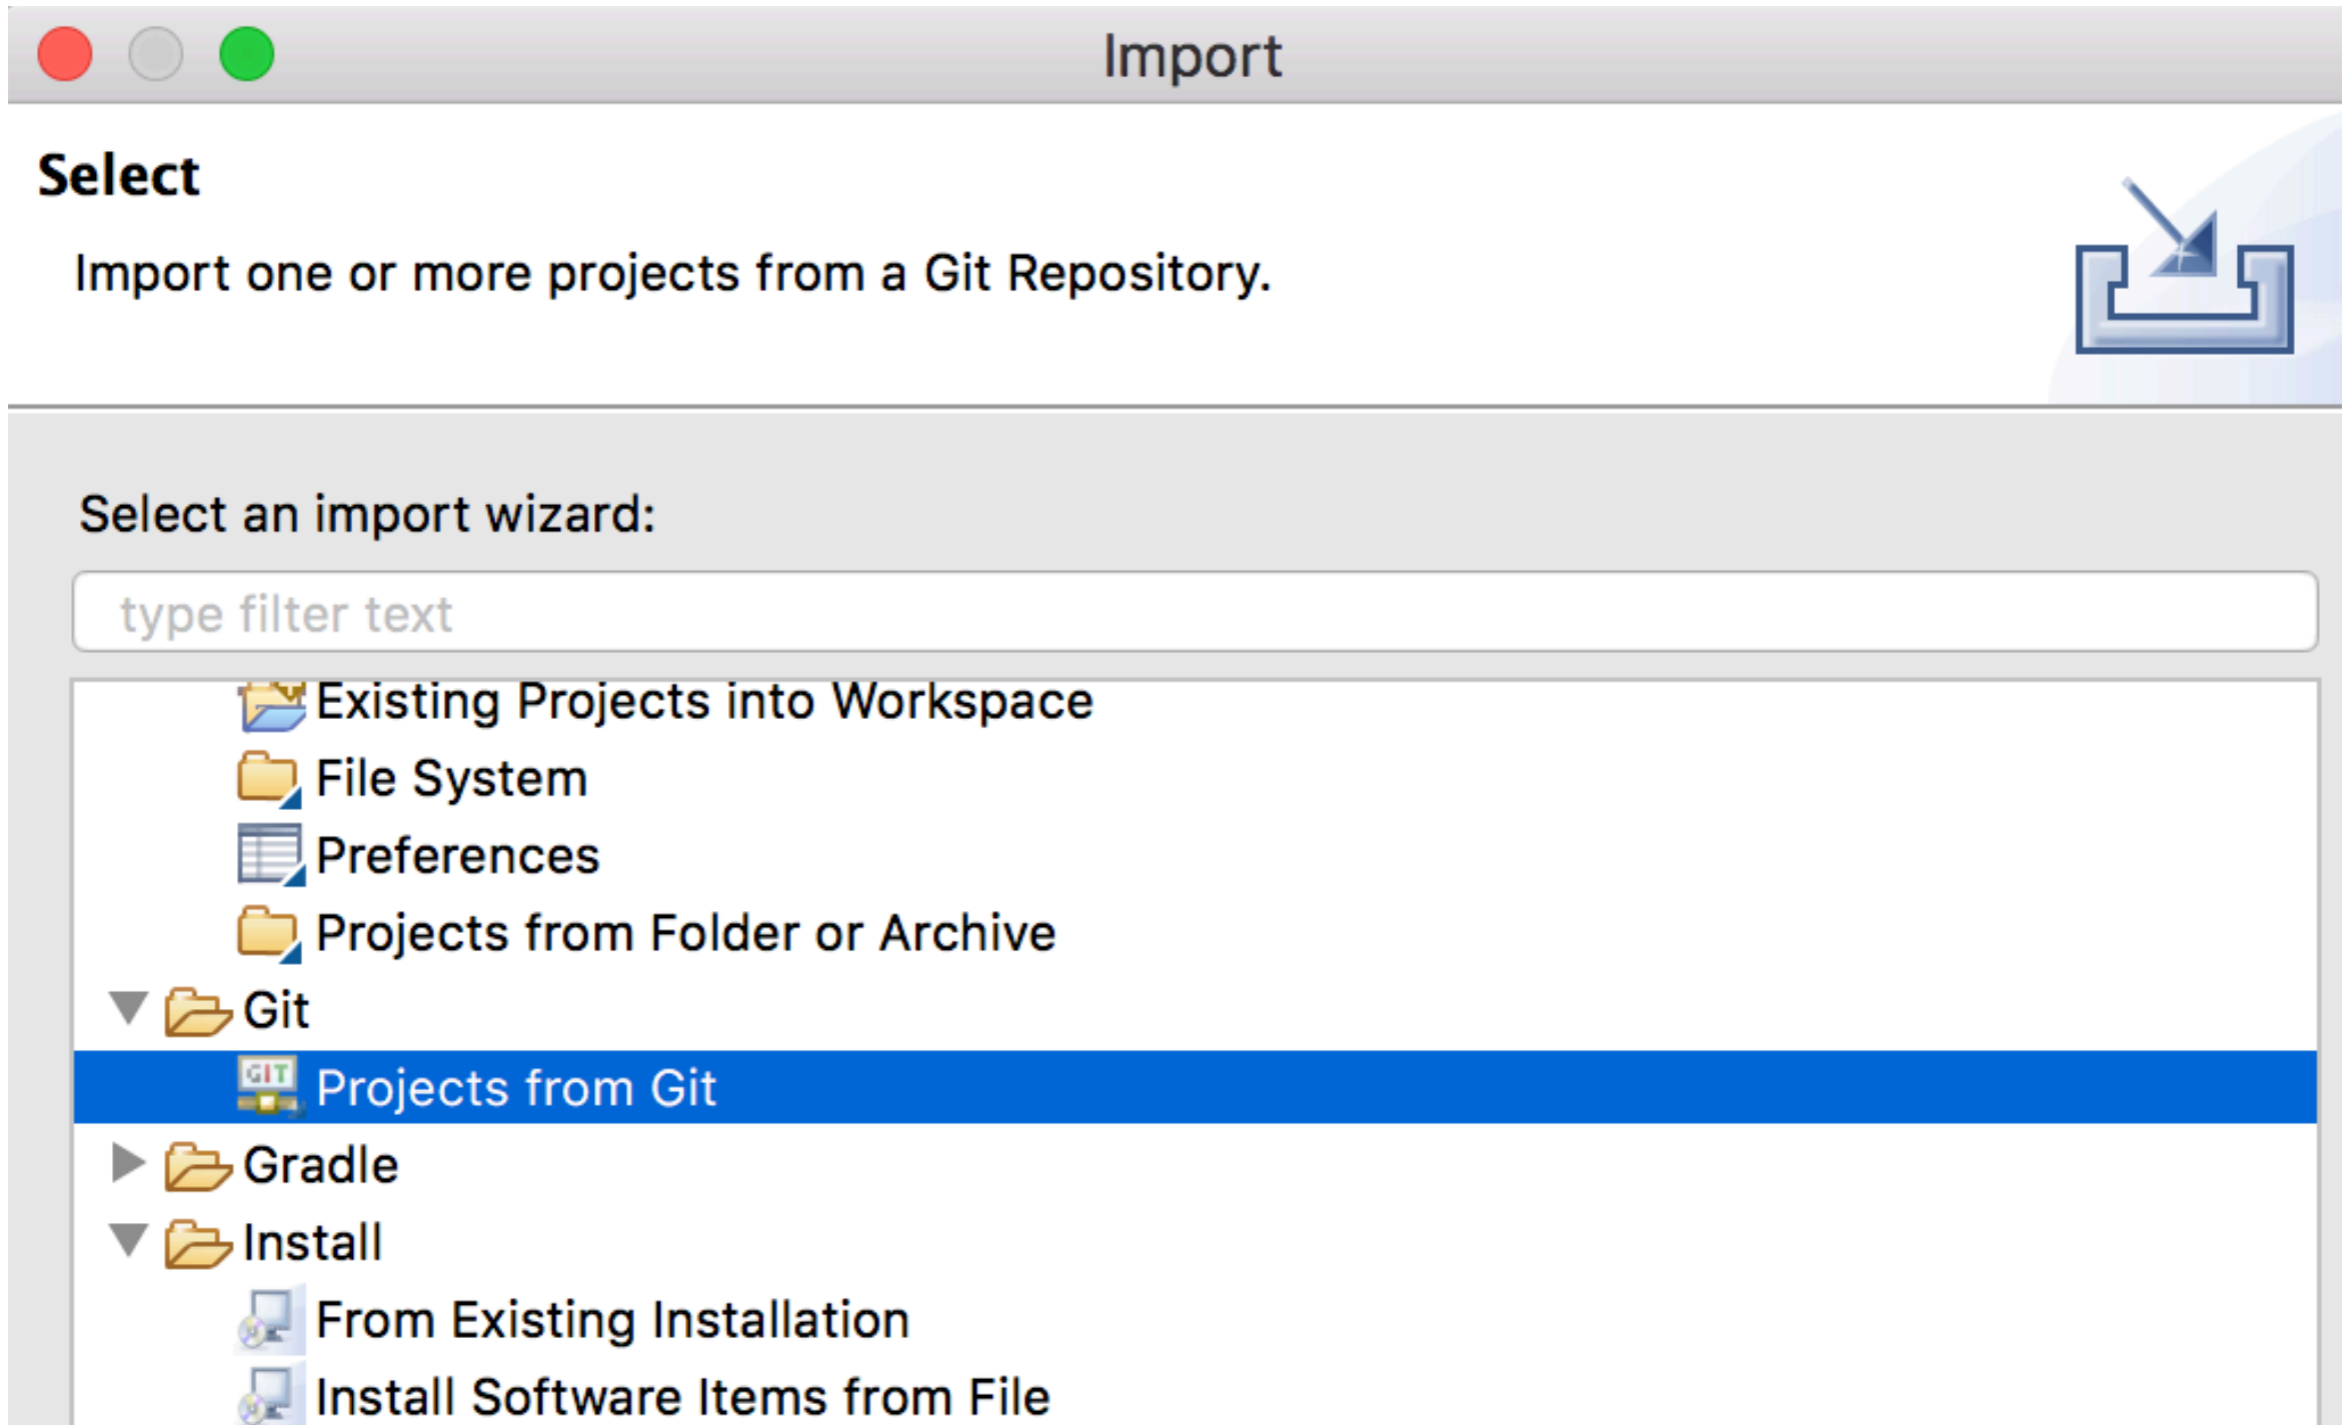 Import
Select
Import one or more projects from a Git Repository.
Select an import wizard:
type filter text
Existing Projects into Workspace
File System
Preferences
Projects from Folder or Archive
Git
GIT Projects from Git
Gradle
Install
From Existing Installation
Install Software Items from File